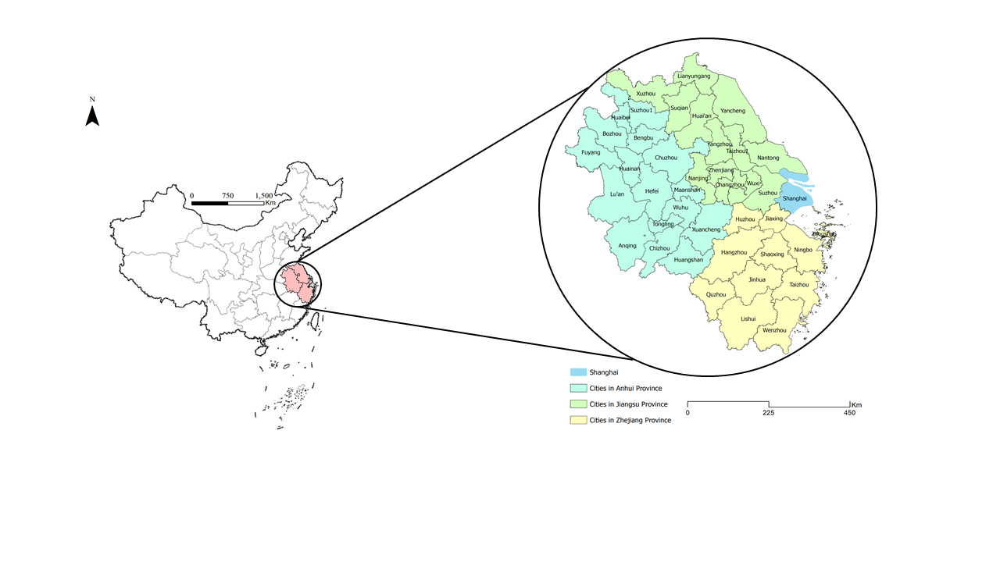 N
0 750 1,500 Km
Lianyungang
Xuzhou
Suqian
Huai'an
Yancheng
Suzhou1
Huaibei
Bozhou
Bengbu
Fuyang
Chuzhou
Yangzhou
Taizhou1
Nantong
Huainan
Zhenjiang
Nanjing
Changzhou
Wuxi
Suzhou
Shanghai
Lu'an
Hefei
Maanshan
Wuhu
Tongling
Xuancheng
Huzhou
Jiaxing
Zhoushan
Anqing
Chizhou
Huangshan
Hangzhou
Shaoxing
Ningbo
Jinhua
Taizhou
Quzhou
Lishui
Wenzhou
Shanghai
Cities in Anhui Province
Cities in Jiangsu Province
Cities in Zhejiang Province
Km
0 225 450